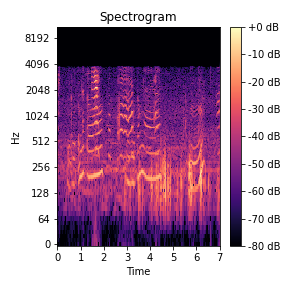 Spectrogram
+0 dB
8192
-10 dB
4096
-20 dB
2048
-30 dB
1024
Hz
-40 dB
512
-50 dB
256
-60 dB
128
64
-70 dB
0
-80 dB
0 1 2 3 4 5 6 7
Time